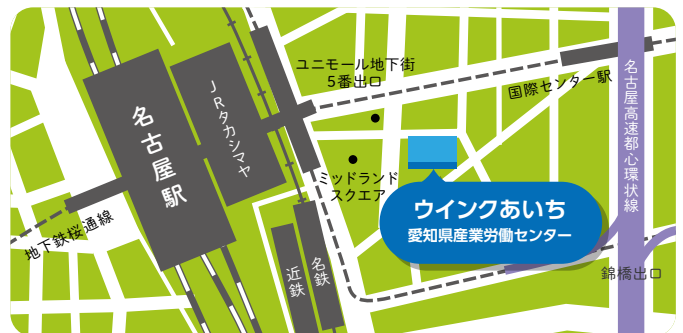 ユニモール地下街
5番出口
国際センター駅
名古屋高速都心環状線
JRタカシマヤ
名古屋駅
ミッドランド
スクエア
ウインクあいち
愛知県産業労働センター
地下鉄桜通線
近鉄
名鉄
錦橋出口